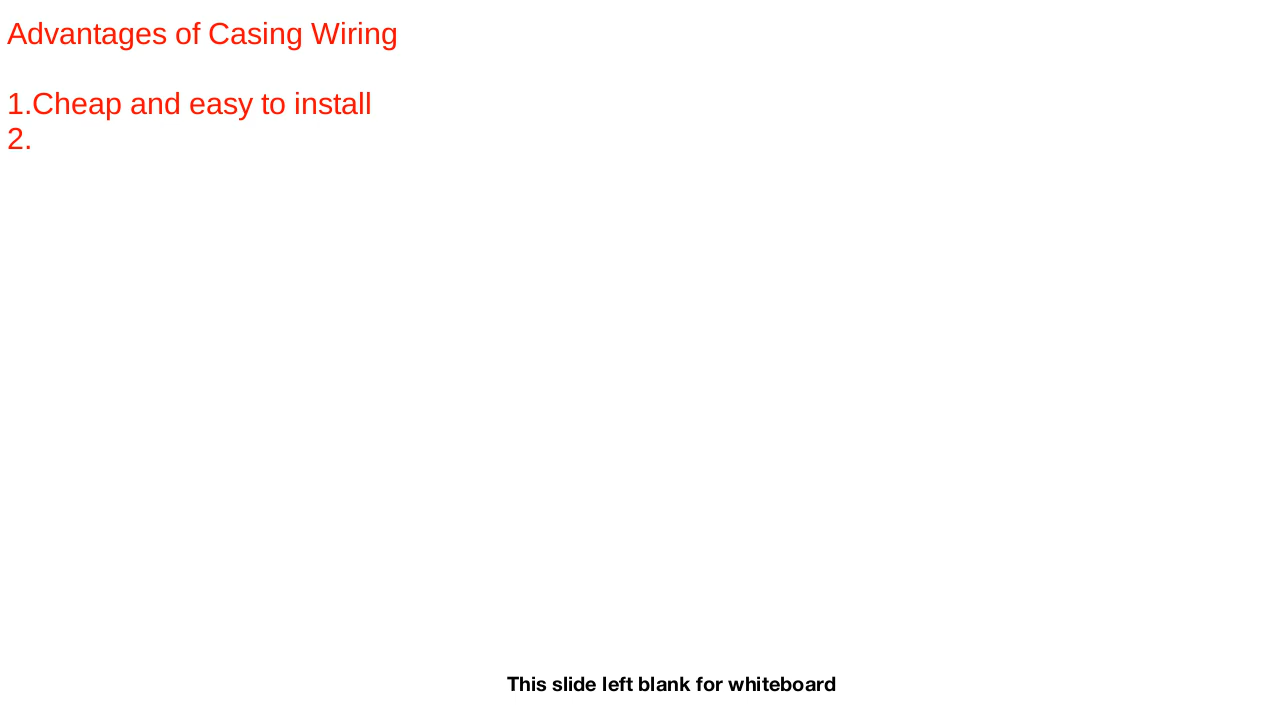 Advantages of Casing Wiring
1.Cheap and easy to install
2.
This slide left blank for whiteboard